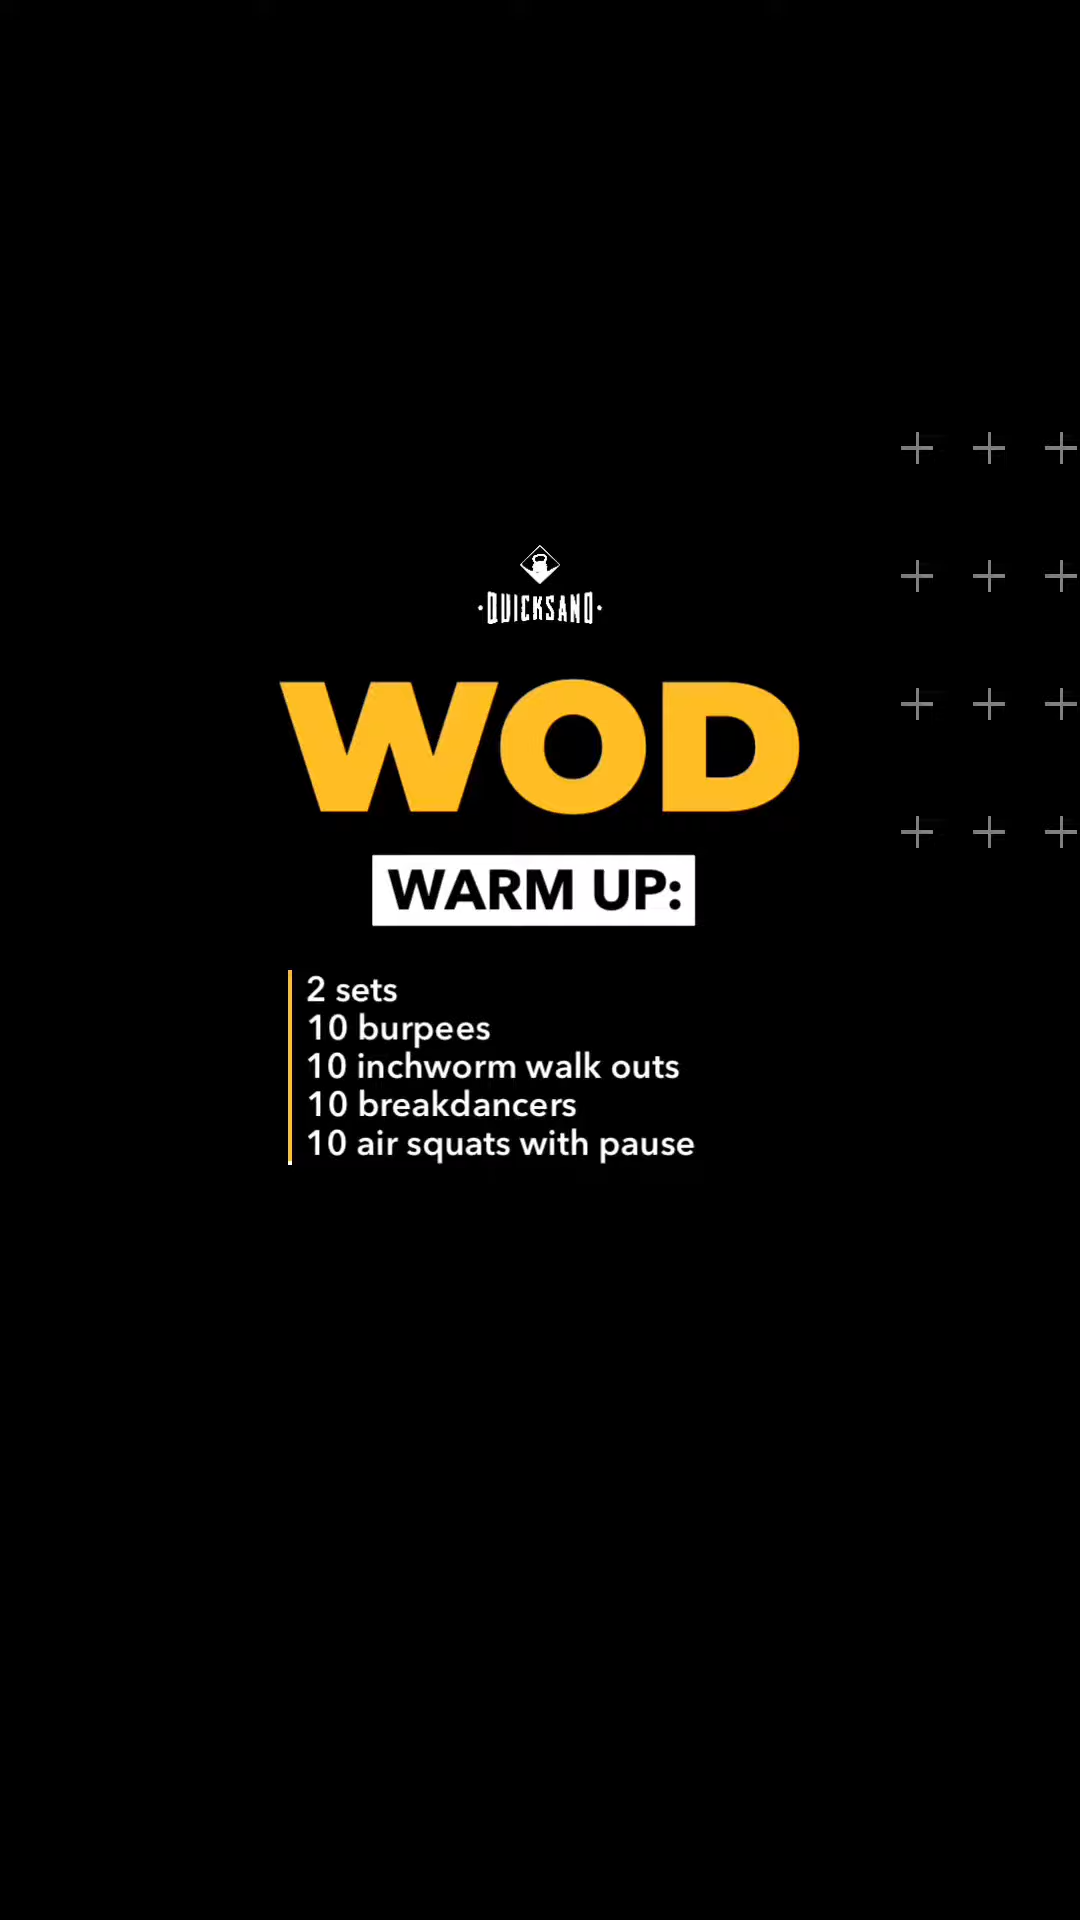 ·QUICKSAND·
WOD
WARM UP:
2 sets
10 burpees
10 inchworm walk outs
10 breakdancers
10 air squats with pause